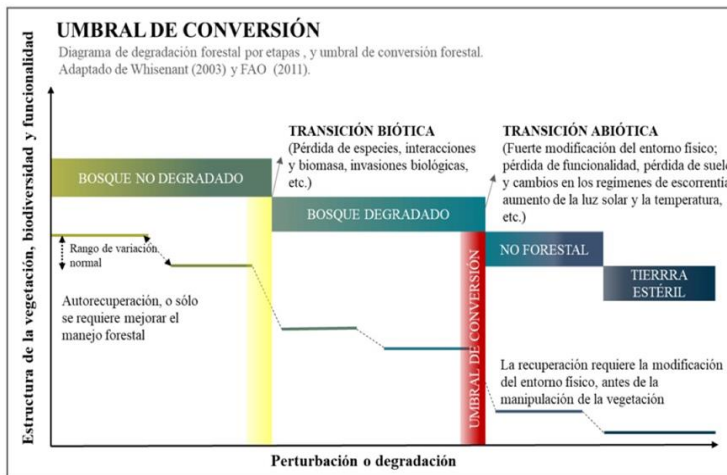 UMBRAL DE CONVERSIÓN
Diagrama de degradación forestal por etapas , y umbral de conversión forestal.
Adaptado de Whisenant (2003) y FAO (2011).
Estructura de la vegetación, biodiversidad y funcionalidad
BOSQUE NO DEGRADADO
TRANSICIÓN BIÓTICA
(Pérdida de especies, interacciones
y biomasa, invasiones biológicas,
etc.)
TRANSICIÓN ABIÓTICA
(Fuerte modificación del entorno físico;
pérdida de funcionalidad, pérdida de suelo
y cambios en los regímenes de escorrentía
aumento de la luz solar y la temperatura,
etc.)
BOSQUE DEGRADADO
NO FORESTAL
TIERRRA
ESTÉRIL
Rango de variación
normal
Autorecuperación, o sólo
se requiere mejorar el
manejo forestal
UMBRAL DE CONVERSIÓN
La recuperación requiere la modificación
del entorno físico, antes de la
manipulación de la vegetación
Perturbación o degradación